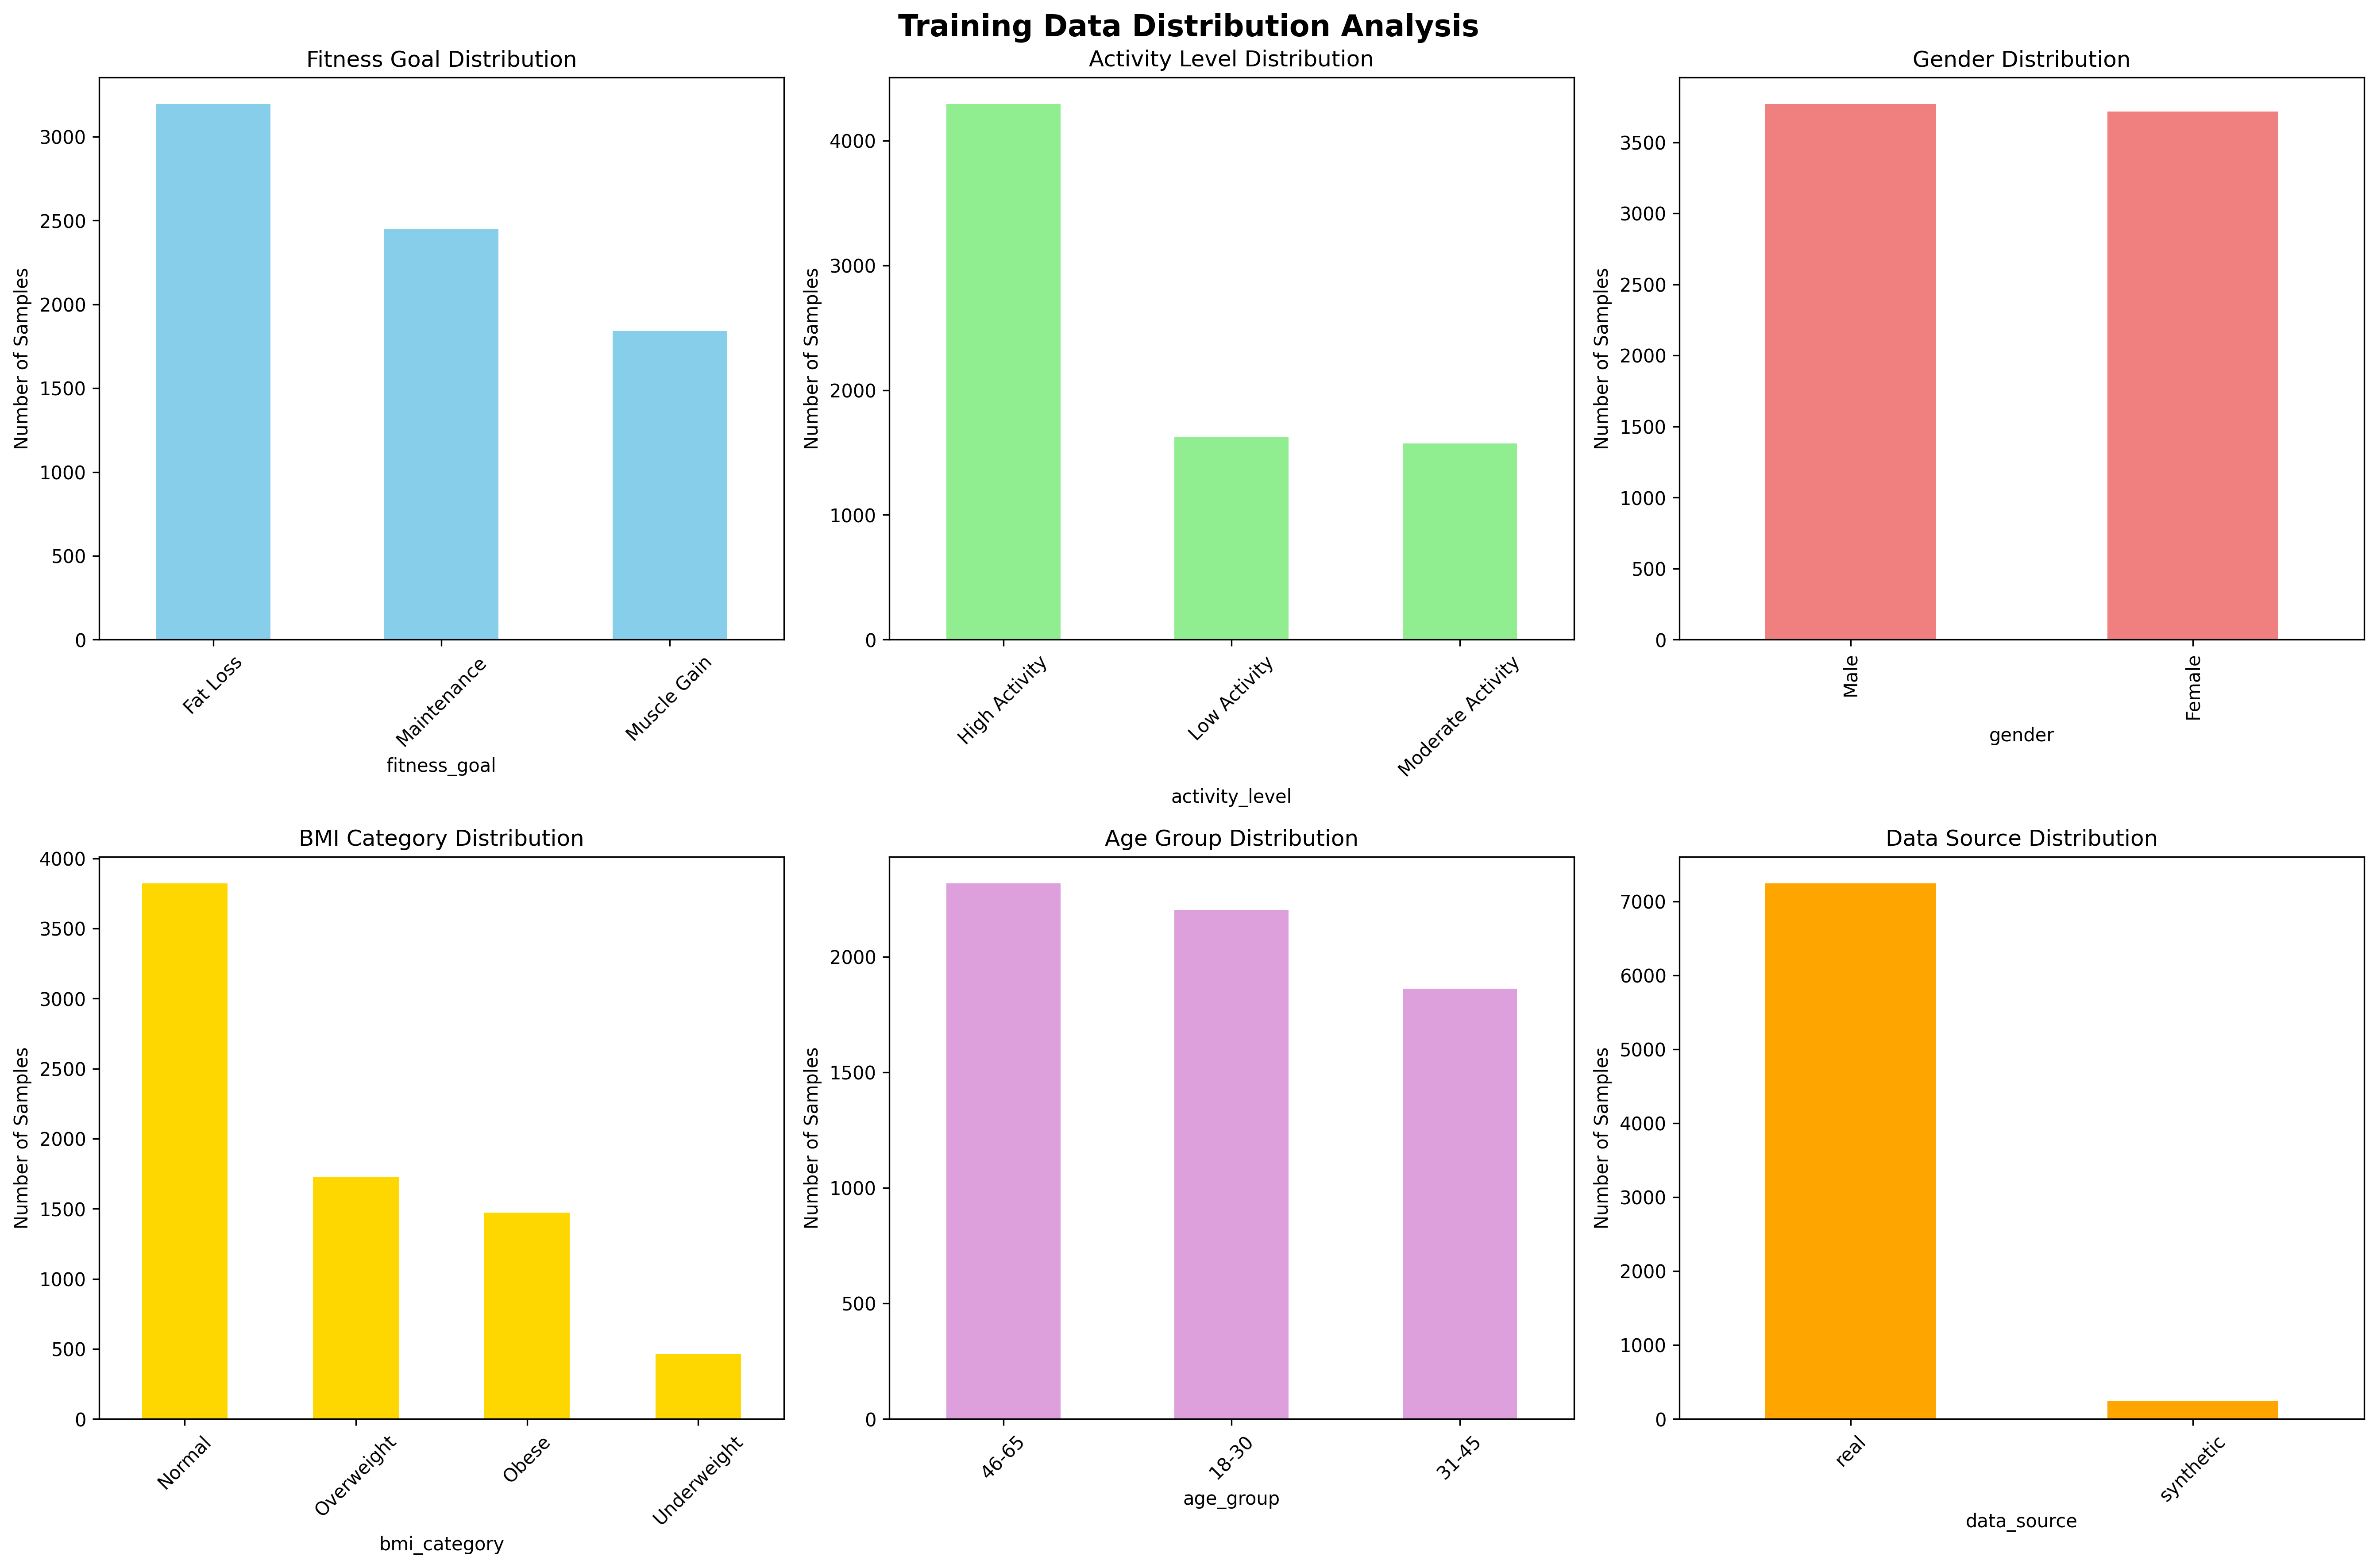 Training Data Distribution Analysis
Fitness Goal Distribution
Number of Samples
3000
2500
2000
1500
1000
500
0
Fat Loss
Maintenance
Muscle Gain
fitness_goal
Activity Level Distribution
Number of Samples
4000
3000
2000
1000
0
High Activity
Low Activity
Moderate Activity
activity_level
Gender Distribution
Number of Samples
3500
3000
2500
2000
1500
1000
500
0
Male
Female
gender
BMI Category Distribution
Number of Samples
4000
3500
3000
2500
2000
1500
1000
500
0
Normal
Overweight
Obese
Underweight
bmi_category
Age Group Distribution
Number of Samples
2000
1500
1000
500
0
46-65
18-30
31-45
age_group
Data Source Distribution
Number of Samples
7000
6000
5000
4000
3000
2000
1000
0
real
synthetic
data_source